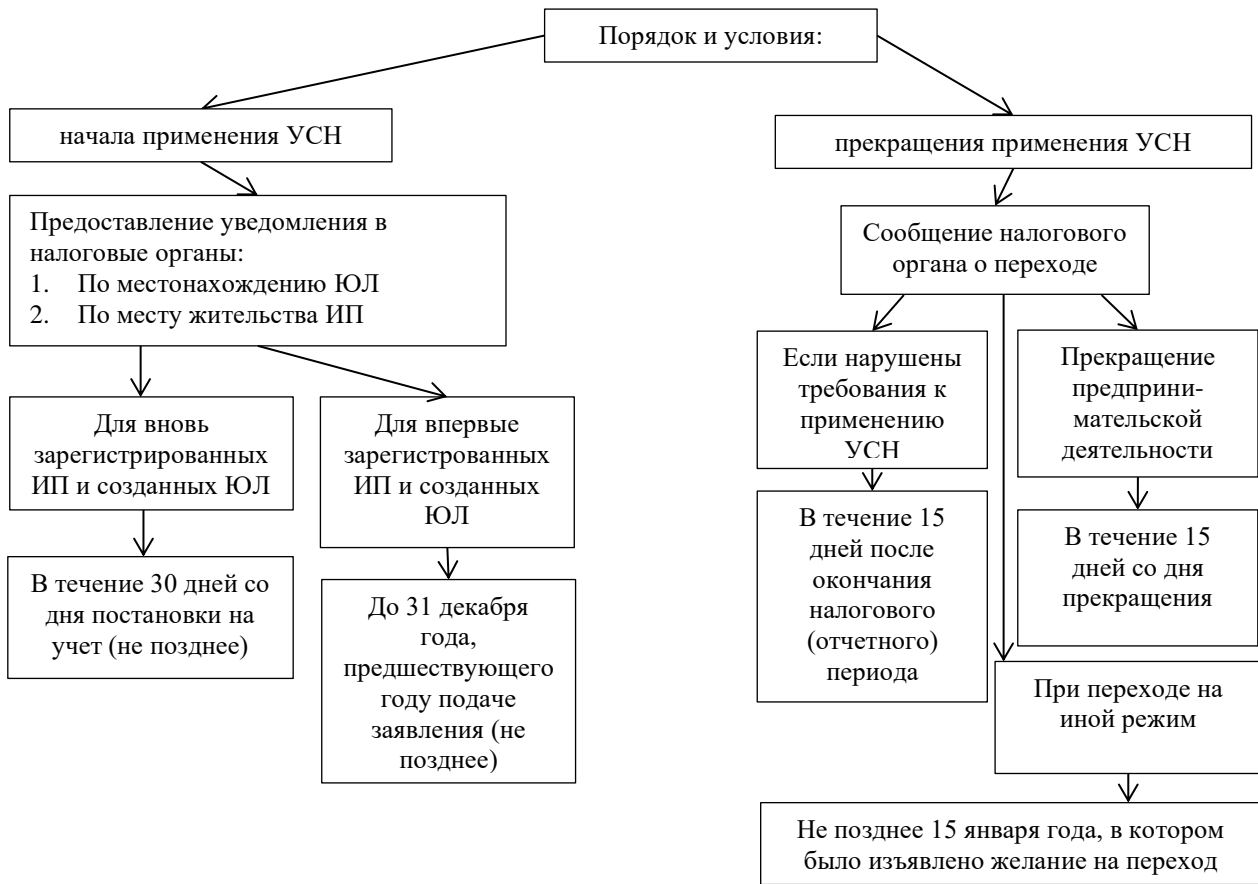 Порядок и условия:
начала применения УСН
Предоставление уведомления в
налоговые органы:
1. По местонахождению ЮЛ
2. По месту жительства ИП
Для вновь
зарегистрированных
ИП и созданных ЮЛ
В течение 30 дней со
дня постановки на
учет (не позднее)
Для впервые
зарегистрованных
ИП и созданных
ЮЛ
До 31 декабря
года,
предшествующего
году подаче
заявления (не
позднее)
прекращения применения УСН
Сообщение налогового
органа о переходе
Если нарушены
требования к
применению
УСН
В течение 15
дней после
окончания
налогового
(отчетного)
периода
Прекращение
предприни-
мательской
деятельности
В течение 15
дней со дня
прекращения
При переходе на
иной режим
Не позднее 15 января года, в котором
было изъявлено желание на переход